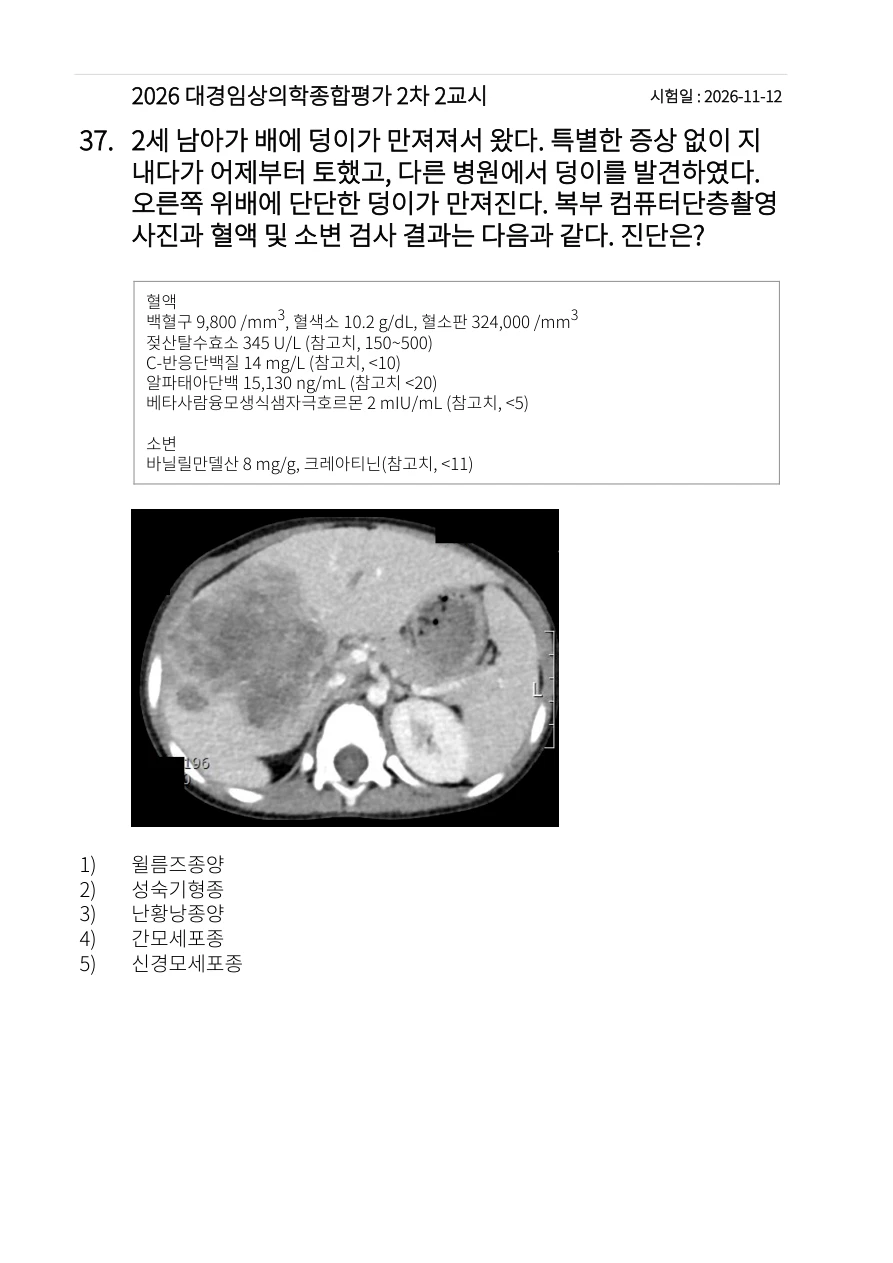 2026 대경임상의학종합평가 2차 2교시
시험일 : 2026-11-12
37. 2세 남아가 배에 덩이가 만져져서 왔다. 특별한 증상 없이 지
내다가 어제부터 토했고, 다른 병원에서 덩이를 발견하였다.
오른쪽 위배에 단단한 덩이가 만져진다. 복부 컴퓨터단층촬영
사진과 혈액 및 소변 검사 결과는 다음과 같다. 진단은?
혈액
백혈구 9,800 /mm³, 혈색소 10.2 g/dL, 혈소판 324,000 /mm³
젖산탈수효소 345 U/L (참고치, 150~500)
C-반응단백질 14 mg/L (참고치, <10)
알파태아단백 15,130 ng/mL (참고치 <20)
베타사람융모생식샘자극호르몬 2 mIU/mL (참고치, <5)
소변
바닐릴만델산 8 mg/g, 크레아티닌(참고치, <11)
L
196
1) 윌름즈종양
2) 성숙기형종
3) 난황낭종양
4) 간모세포종
5) 신경모세포종